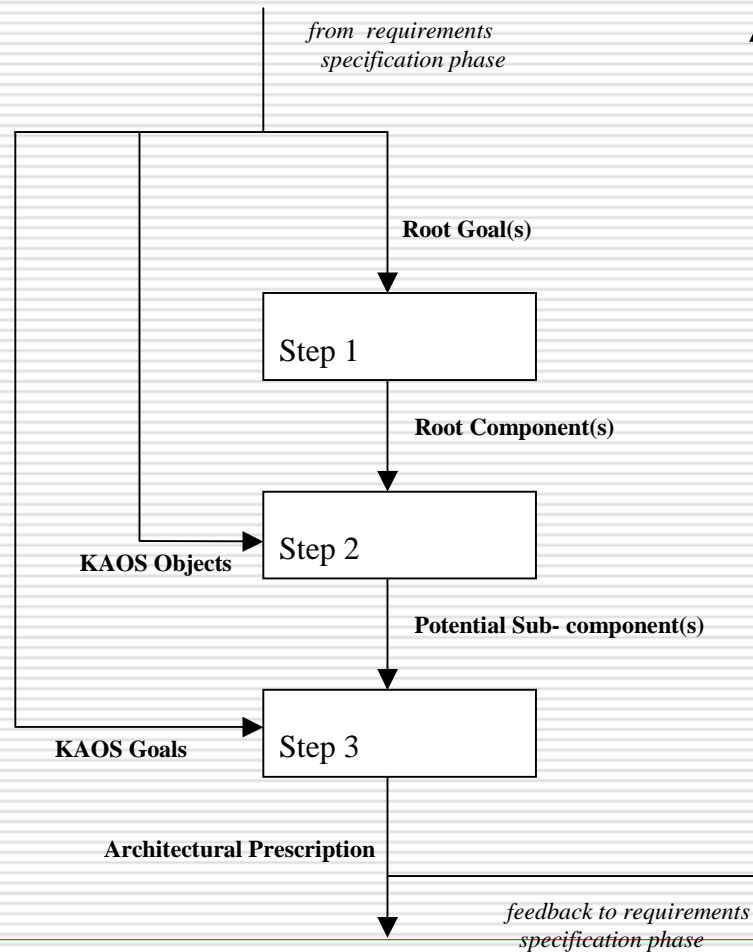 from requirements
specification phase
Root Goal(s)
Step 1
Root Component(s)
Step 2
KAOS Objects
Potential Sub- component(s)
Step 3
KAOS Goals
Architectural Prescription
feedback to requirements
specification phase